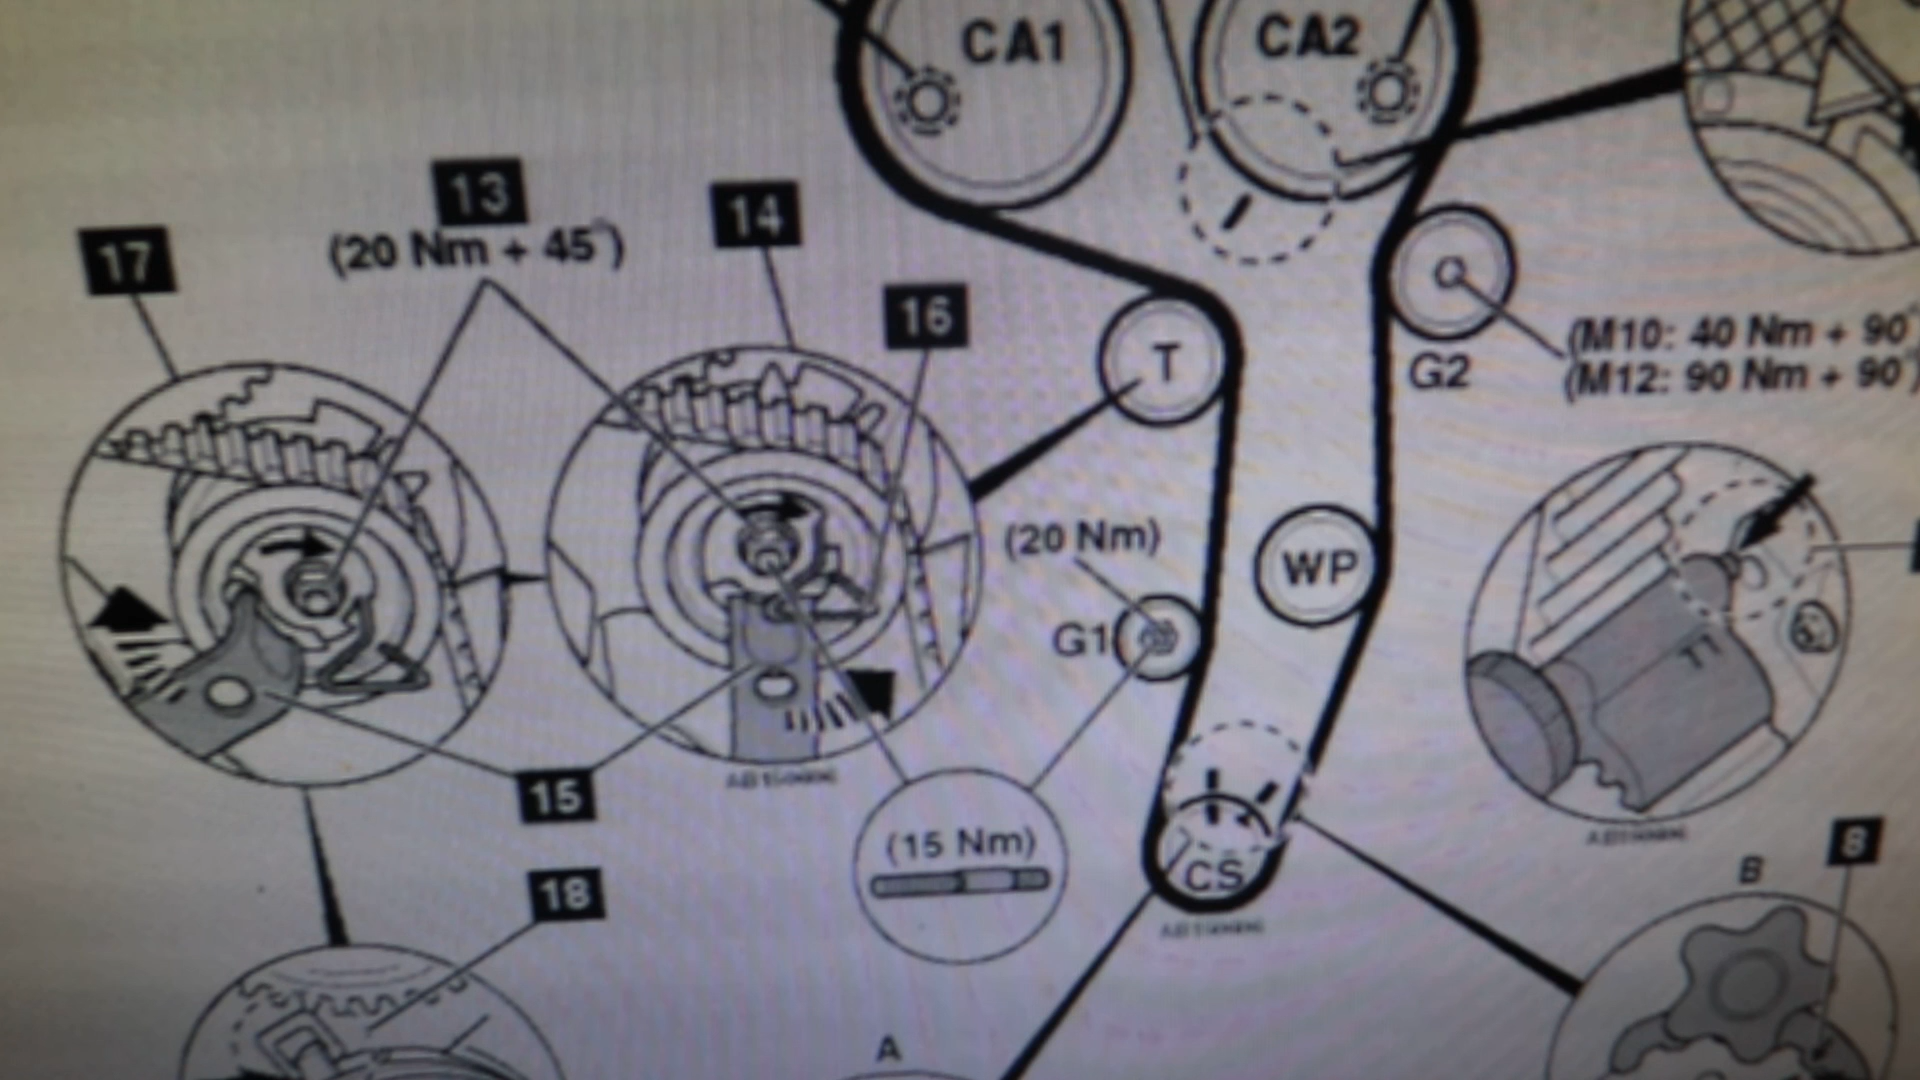 CA1
CA2
13
(20 Nm + 45°)
14
17
16
T
(M10: 40 Nm + 90°
(M12: 90 Nm + 90°)
G2
(20 Nm)
WP
G1
15
(15 Nm)
CS
18
B
8
A